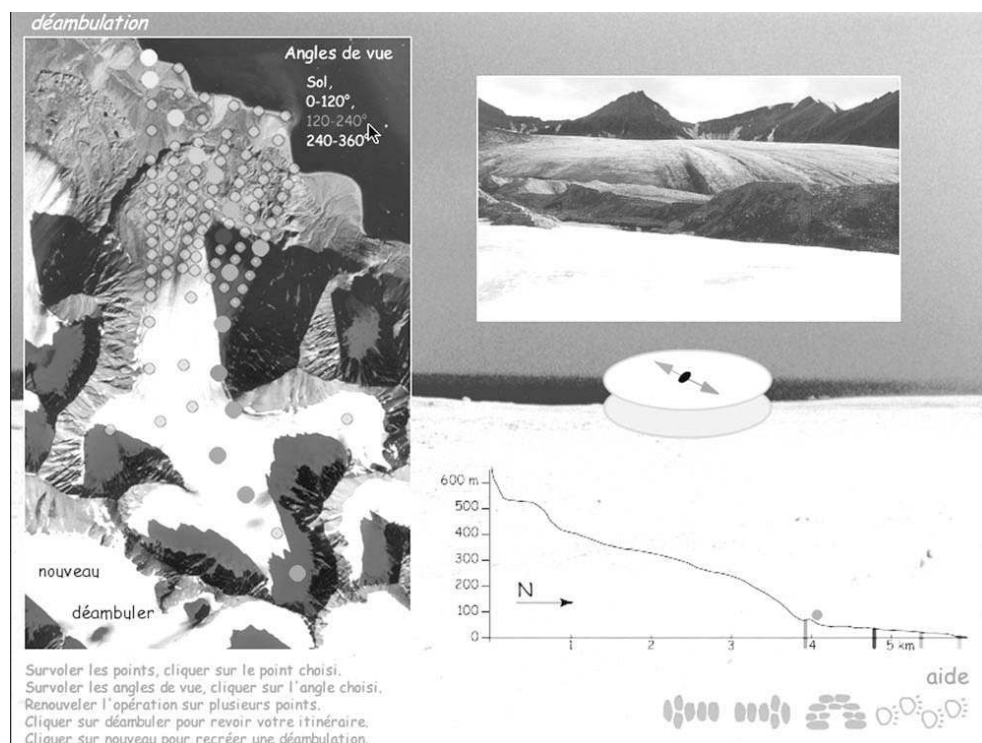 déambulation
Angles de vue
Sol,
0-120°,
120-240°
240-360°
nouveau
déambuler
600 m
500
400
300
200
100
0
N
1
2
3
4
5 km
Survoler les points, cliquer sur le point choisi.
Survoler les angles de vue, cliquer sur l'angle choisi.
Renouveler l'opération sur plusieurs points.
Cliquer sur déambuler pour revoir votre itinéraire.
Cliquer sur nouveau pour recréer une déambulation.
aide